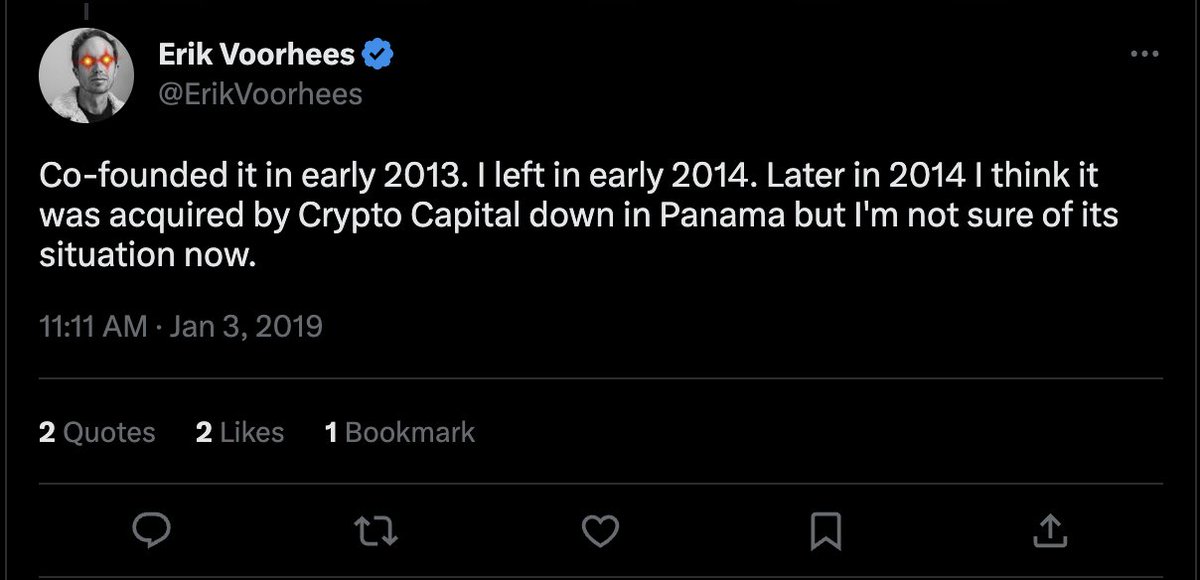 Erik Voorhees
@ErikVoorhees
Co-founded it in early 2013. I left in early 2014. Later in 2014 I think it
was acquired by Crypto Capital down in Panama but I'm not sure of its
situation now.
11:11 AM · Jan 3, 2019
2 Quotes 2 Likes 1 Bookmark